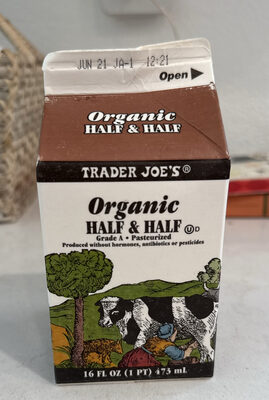 JUN 21 JA-1 12:21
Open
Organic
HALF & HALF
TRADER JOE'S®
Organic
HALF & HALF U D
Grade A • Pasteurized
Produced without hormones, antibiotics or pesticides
16 FL OZ (1 PT) 473 mL